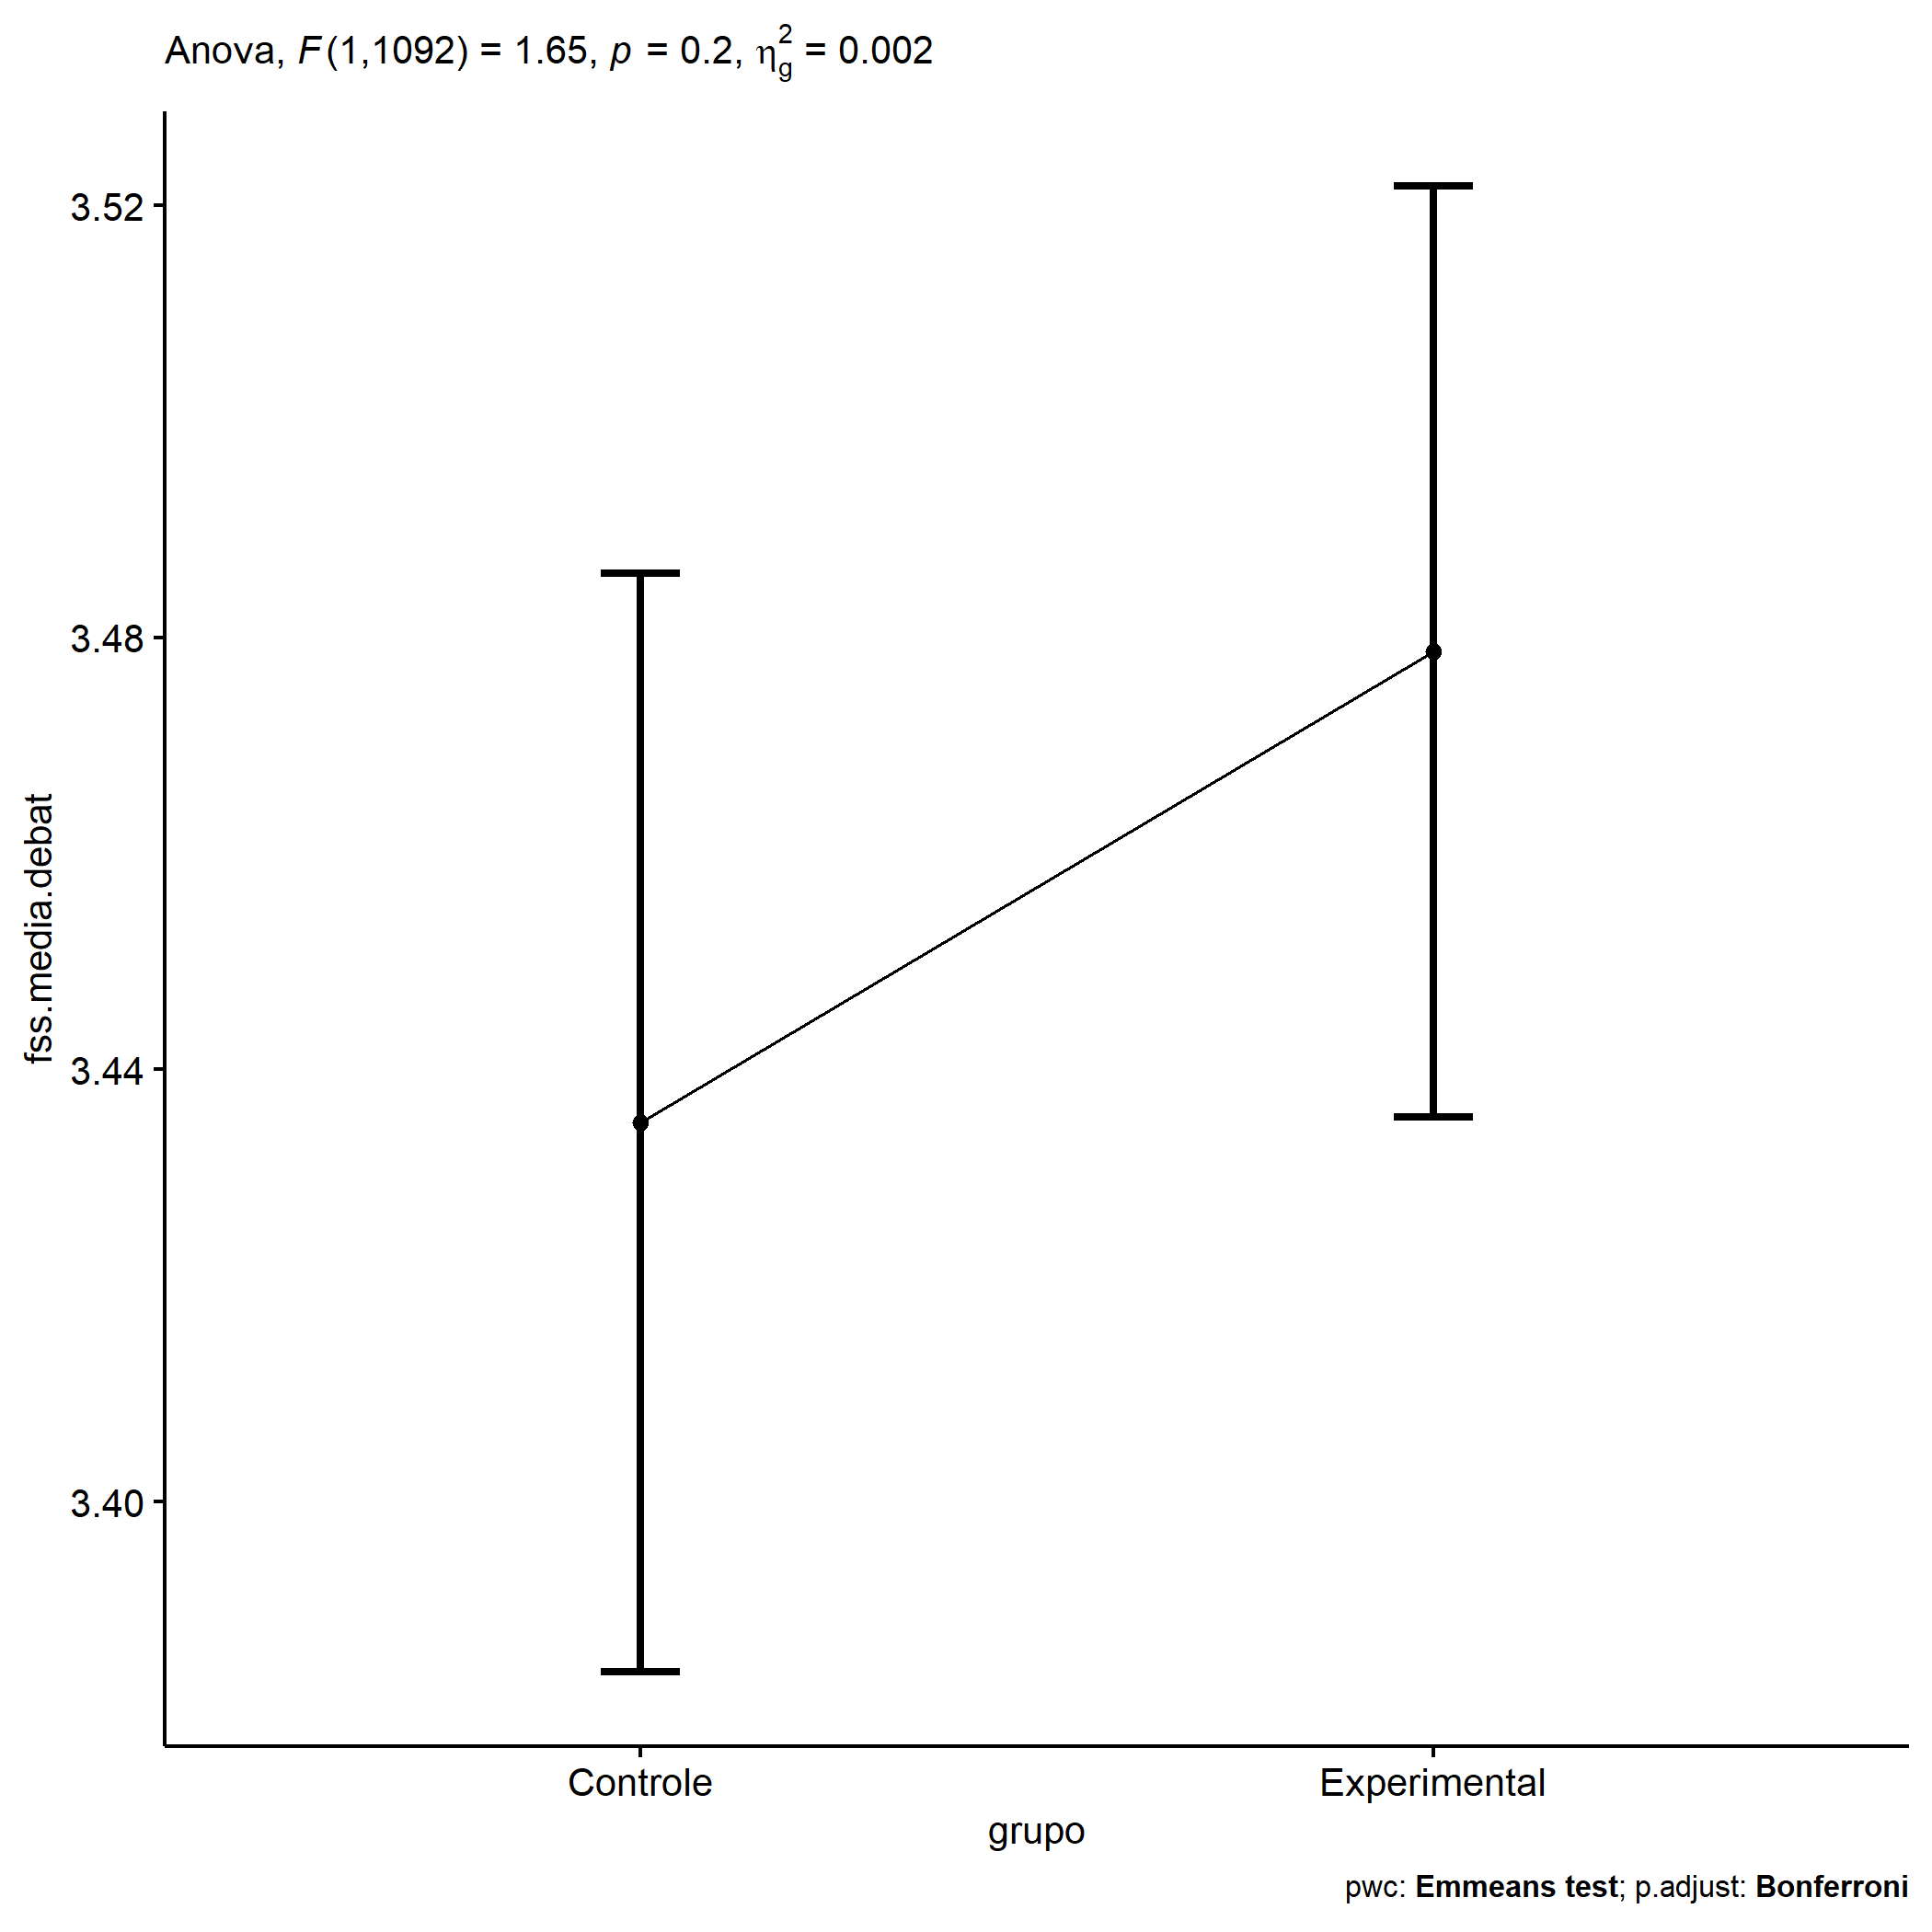 Anova, F(1,1092) = 1.65, p = 0.2, η²g = 0.002
3.52
3.48
3.44
3.40
fss.media.debat
Controle
Experimental
grupo
pwc: Emmeans test; p.adjust: Bonferroni